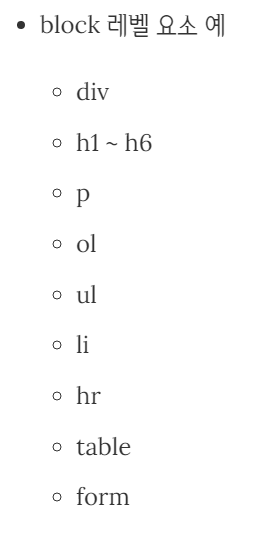 block 레벨 요소 예
div
h1 ~ h6
p
ol
ul
li
hr
table
form